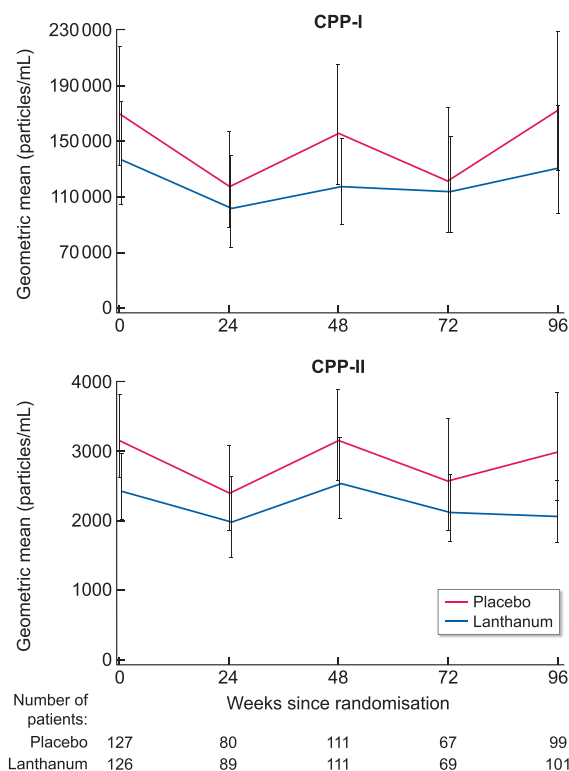 CPP-I
Geometric mean (particles/mL)
230 000
190 000
150 000
110 000
70 000
0
0 24 48 72 96
CPP-II
Geometric mean (particles/mL)
4000
3000
2000
1000
0
Placebo
Lanthanum
0 24 48 72 96
Weeks since randomisation
Number of
patients:
Placebo 127 80 111 67 99
Lanthanum 126 89 111 69 101